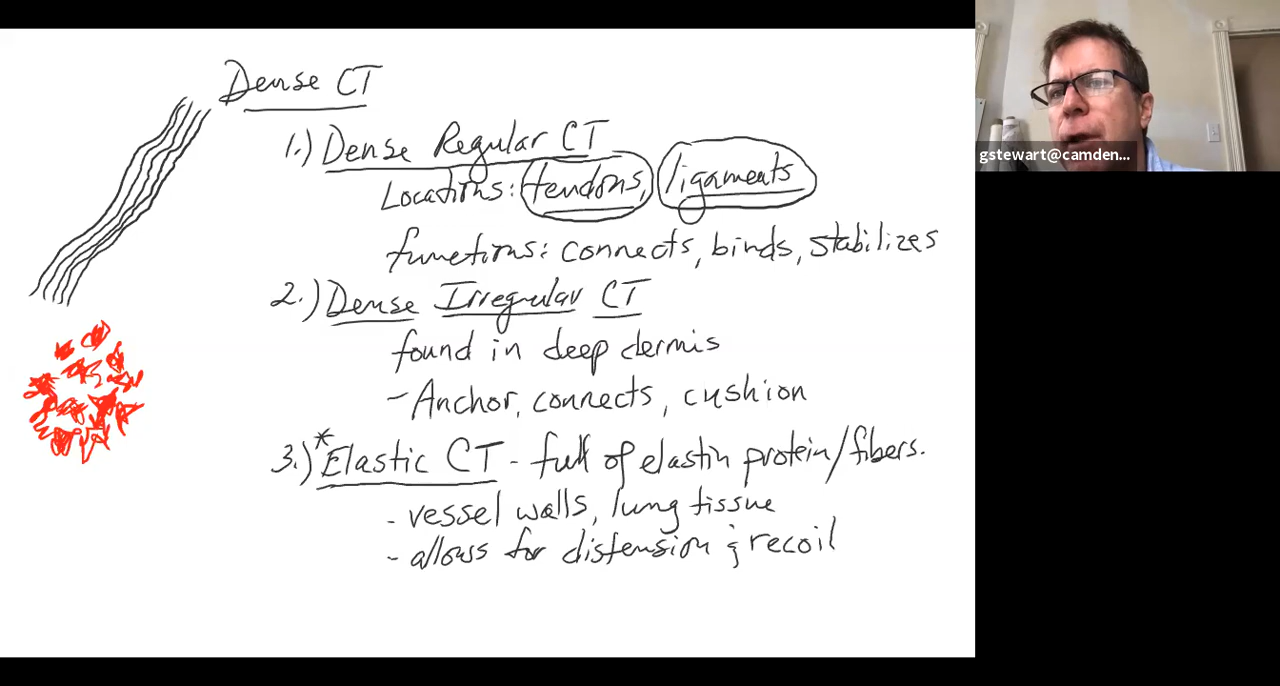 Dense CT
1.) Dense Regular CT
Locations: tendons, ligaments
functions: connects, binds, stabilizes
2.) Dense Irregular CT
found in deep dermis
- Anchor, connects, cushion
3.) *Elastic CT - full of elastin protein/fibers.
- vessel walls, lung tissue
- allows for distension & recoil
gstewart@camden...